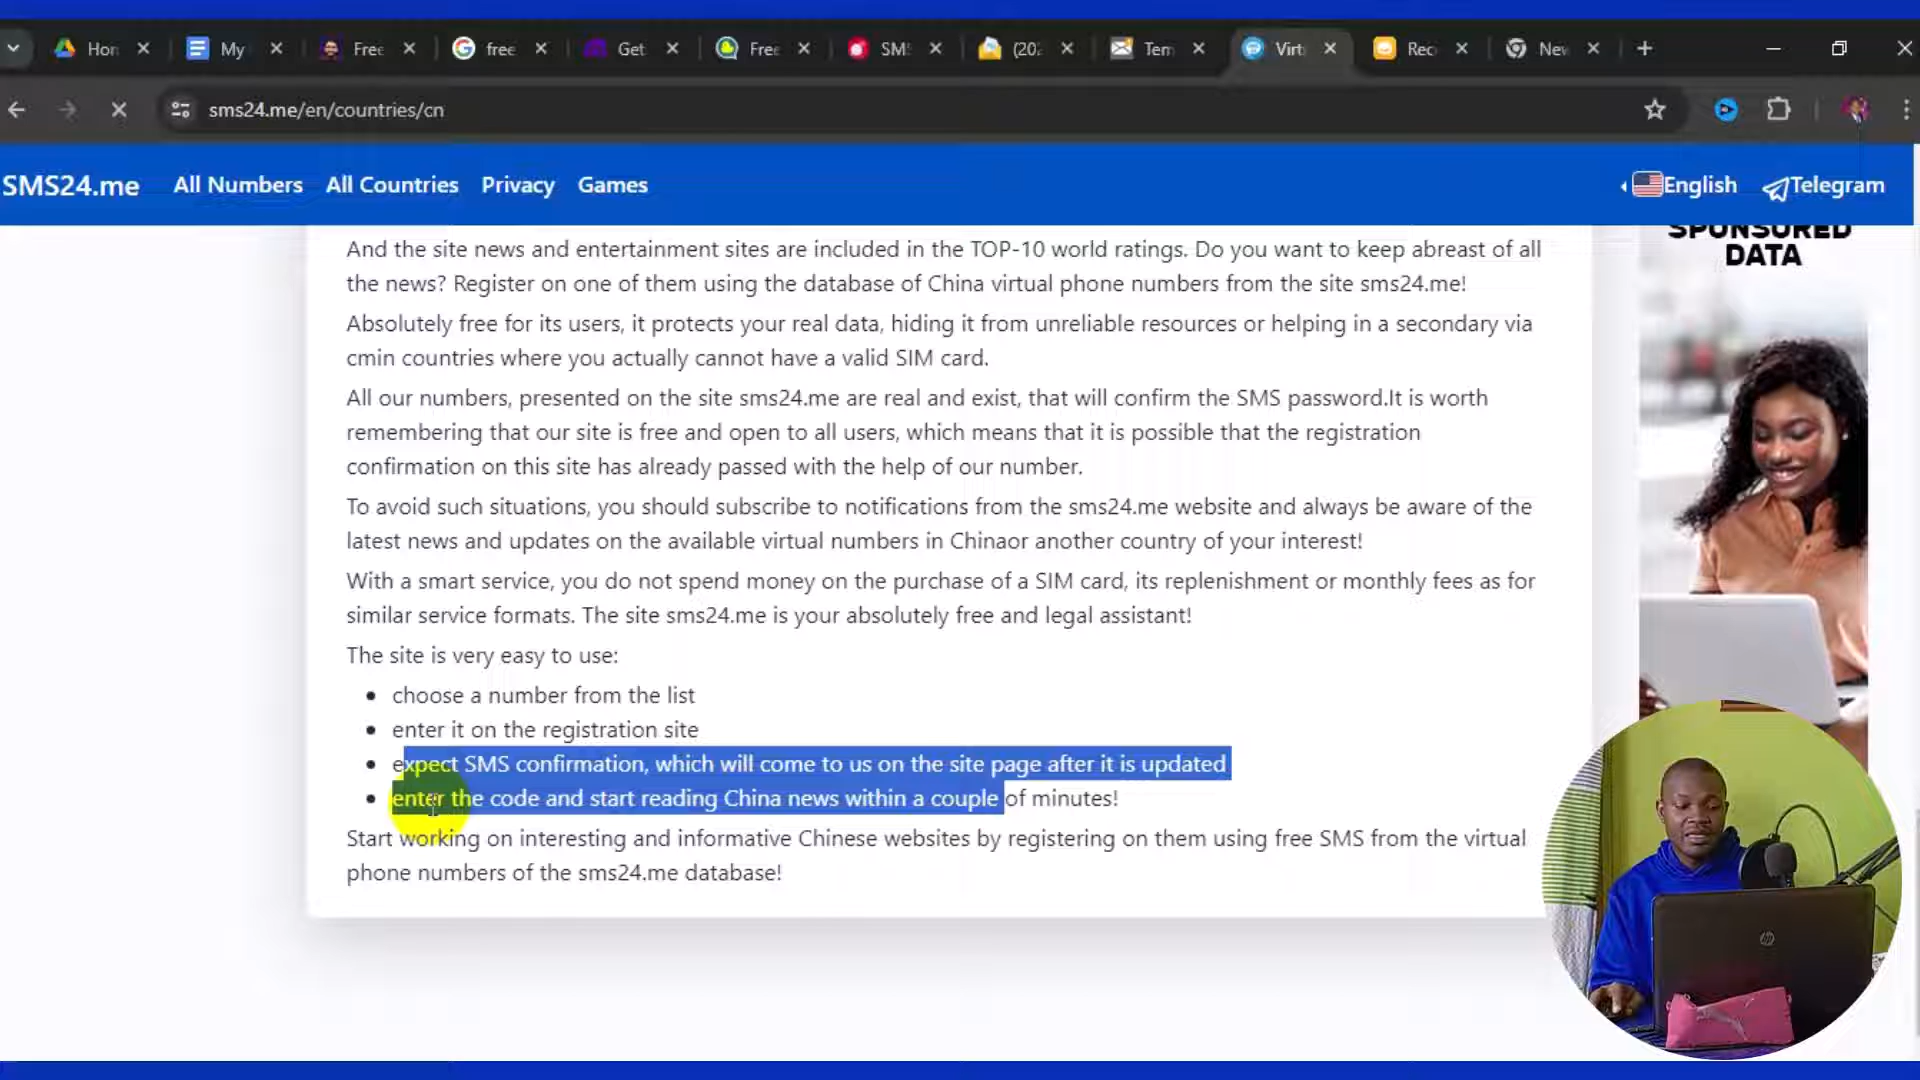 Hon
My
Free
free
Get
Free
SMS
(202
Tem
Virtu
Rec
New
sms24.me/en/countries/cn
SMS24.me
All Numbers
All Countries
Privacy
Games
English
Telegram
SPONSORED
DATA
And the site news and entertainment sites are included in the TOP-10 world ratings. Do you want to keep abreast of all
the news? Register on one of them using the database of China virtual phone numbers from the site sms24.me!
Absolutely free for its users, it protects your real data, hiding it from unreliable resources or helping in a secondary via
cmin countries where you actually cannot have a valid SIM card.
All our numbers, presented on the site sms24.me are real and exist, that will confirm the SMS password.It is worth
remembering that our site is free and open to all users, which means that it is possible that the registration
confirmation on this site has already passed with the help of our number.
To avoid such situations, you should subscribe to notifications from the sms24.me website and always be aware of the
latest news and updates on the available virtual numbers in Chinaor another country of your interest!
With a smart service, you do not spend money on the purchase of a SIM card, its replenishment or monthly fees as for
similar service formats. The site sms24.me is your absolutely free and legal assistant!
The site is very easy to use:
choose a number from the list
enter it on the registration site
expect SMS confirmation, which will come to us on the site page after it is updated
enter the code and start reading China news within a couple of minutes!
Start working on interesting and informative Chinese websites by registering on them using free SMS from the virtual
phone numbers of the sms24.me database!
hp